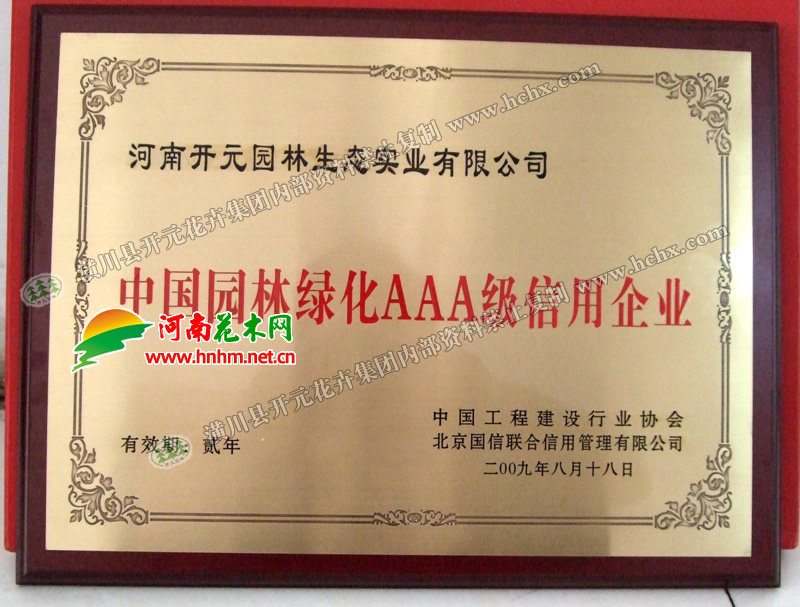 河南开元园林生态实业有限公司
潢川县开元花卉集团内部资料禁止复制 www.hchx.com
中国园林绿化AAA级信用企业
河南花木网
www.hnhm.net.cn
潢川县开元花卉集团内部资料禁止复制 www.hchx.com
有效期：贰年
中国工程建设行业协会
北京国信联合信用管理有限公司
二00九年八月十八日